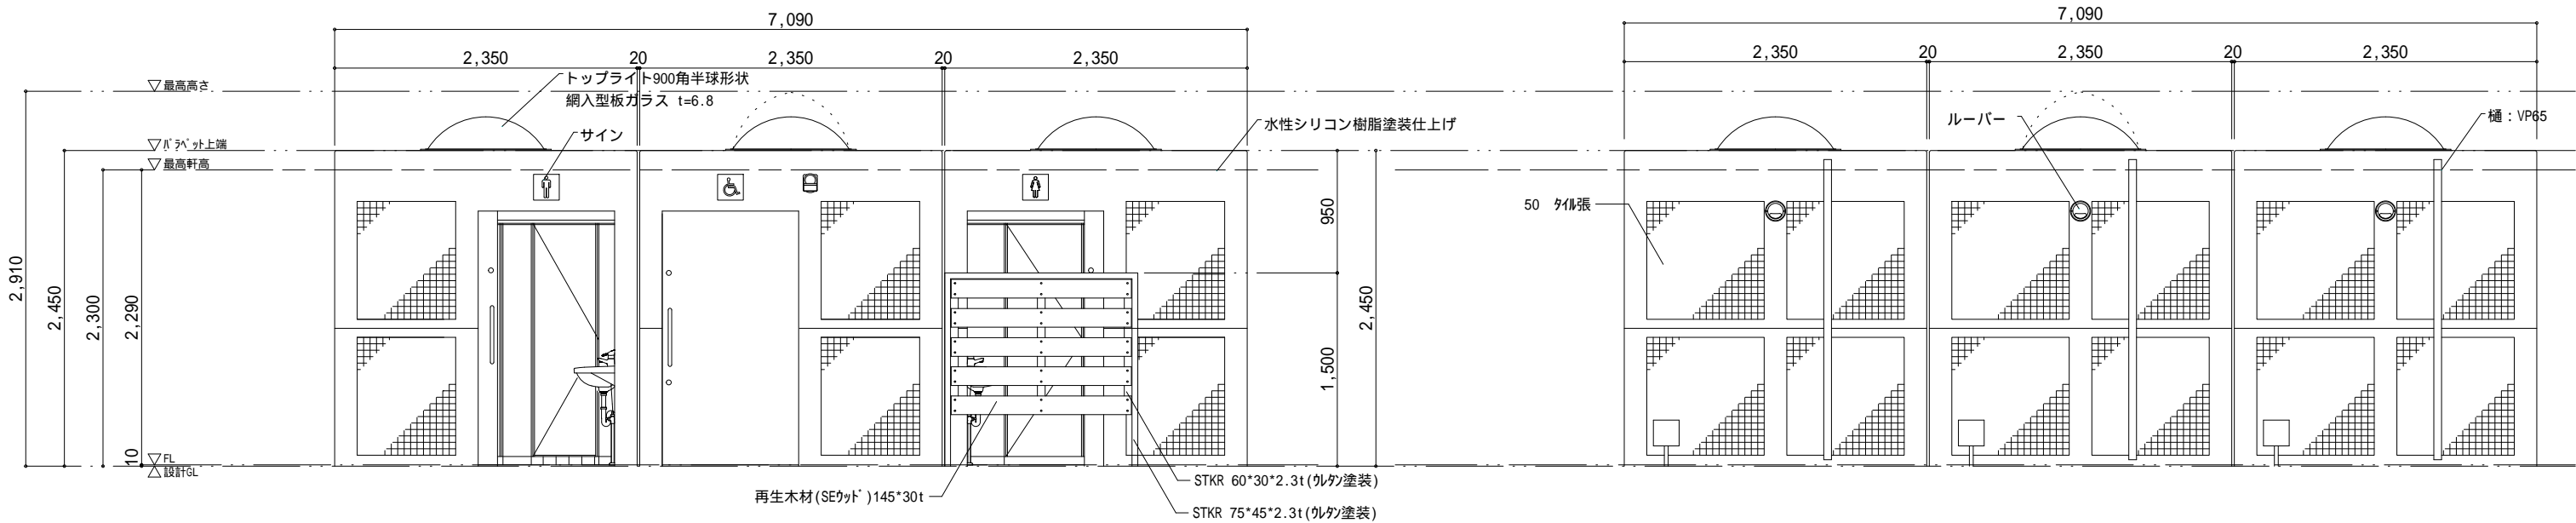 7,090
2,350
20
2,350
20
2,350
トップライト900角半球形状
網入型板ガラス t=6.8
サイン
水性シリコン樹脂塗装仕上げ
▽最高高さ
▽パラペット上端
▽最高軒高
▽FL
△設計GL
2,910
2,450
2,300
2,290
10
950
1,500
2,450
再生木材(SEウッド)145*30t
STKR 60*30*2.3t(ウレタン塗装)
STKR 75*45*2.3t(ウレタン塗装)
7,090
2,350
20
2,350
20
2,350
ルーバー
樋：VP65
50 タイル張